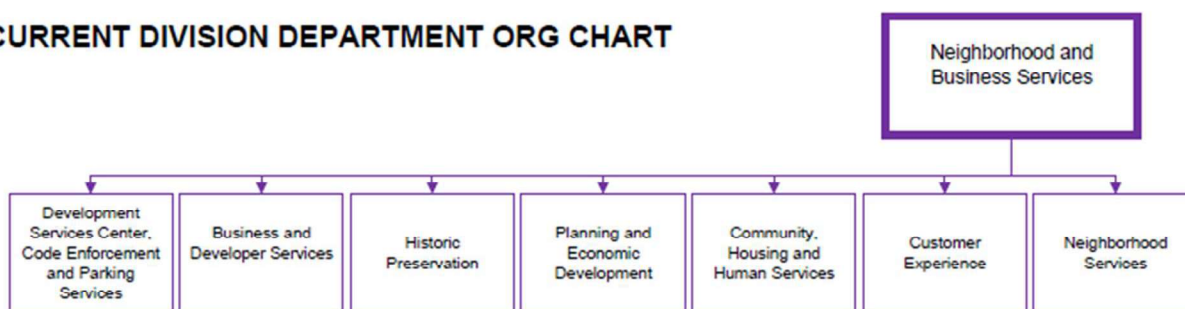 CURRENT DIVISION DEPARTMENT ORG CHART
Neighborhood and
Business Services
Development
Services Center,
Code Enforcement
and Parking
Services
Business and
Developer Services
Historic
Preservation
Planning and
Economic
Development
Community,
Housing and
Human Services
Customer
Experience
Neighborhood
Services